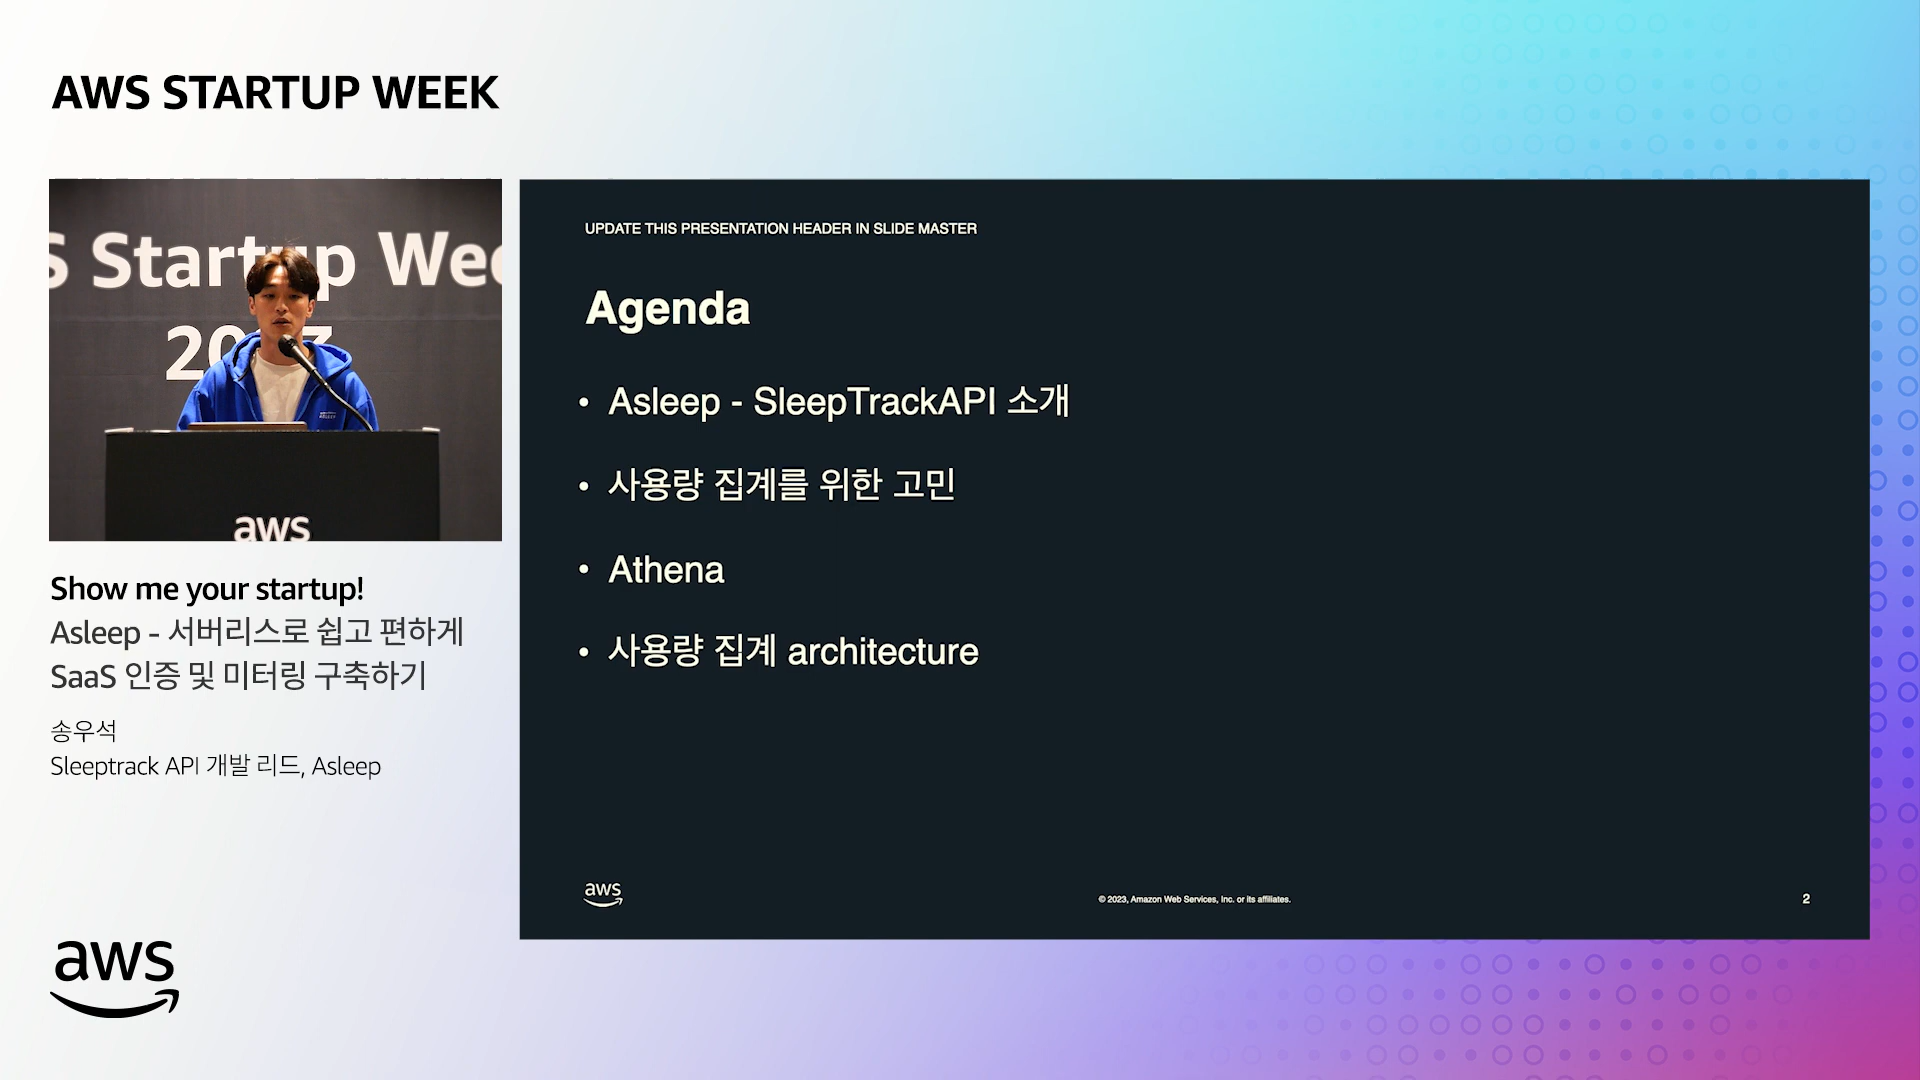 AWS STARTUP WEEK
S Startup Wee
2023
aws
Show me your startup!
Asleep - 서버리스로 쉽고 편하게
SaaS 인증 및 미터링 구축하기
송우석
Sleeptrack API 개발 리드, Asleep
aws
UPDATE THIS PRESENTATION HEADER IN SLIDE MASTER
Agenda
• Asleep - SleepTrackAPI 소개
• 사용량 집계를 위한 고민
• Athena
• 사용량 집계 architecture
aws
© 2023, Amazon Web Services, Inc. or its affiliates.
2